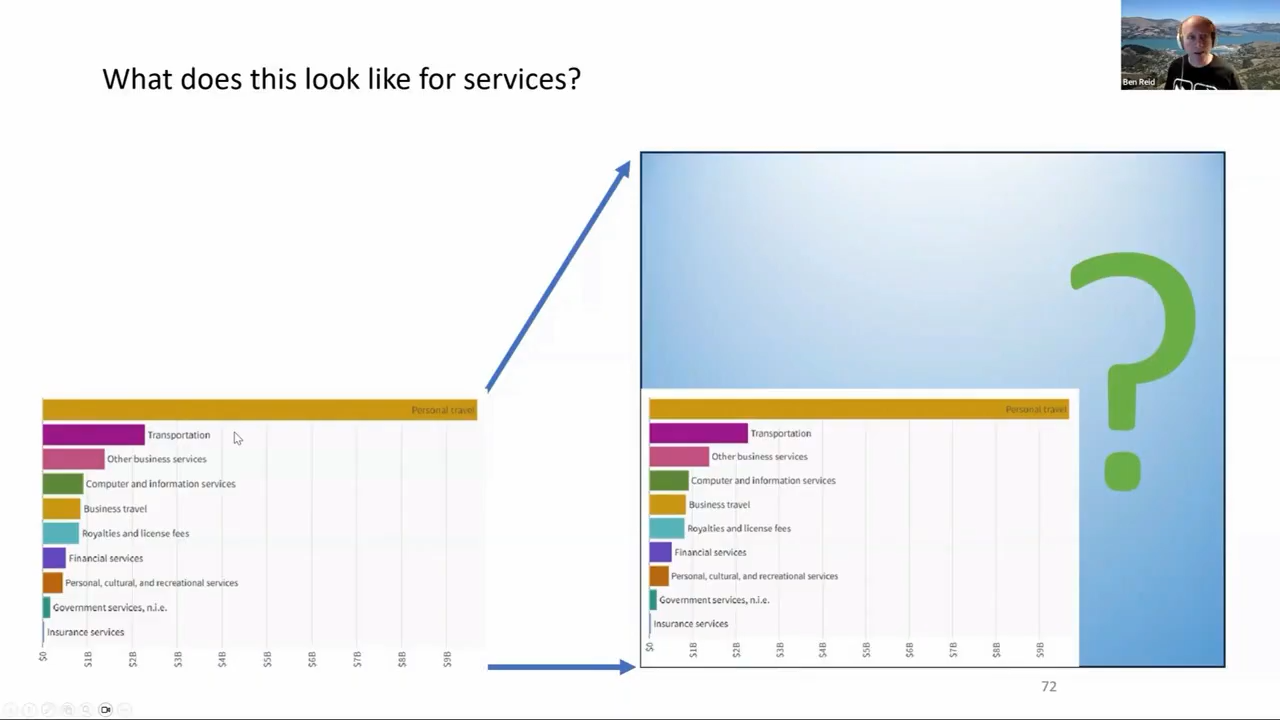 What does this look like for services?
Ben Reid
Personal travel
Transportation
Other business services
Computer and information services
Business travel
Royalties and license fees
Financial services
Personal, cultural, and recreational services
Government services, n.i.e.
Insurance services
$0 $1B $2B $3B $4B $5B $6B $7B $8B $9B
?
Personal travel
Transportation
Other business services
Computer and information services
Business travel
Royalties and license fees
Financial services
Personal, cultural, and recreational services
Government services, n.i.e.
Insurance services
$0 $1B $2B $3B $4B $5B $6B $7B $8B $9B
72